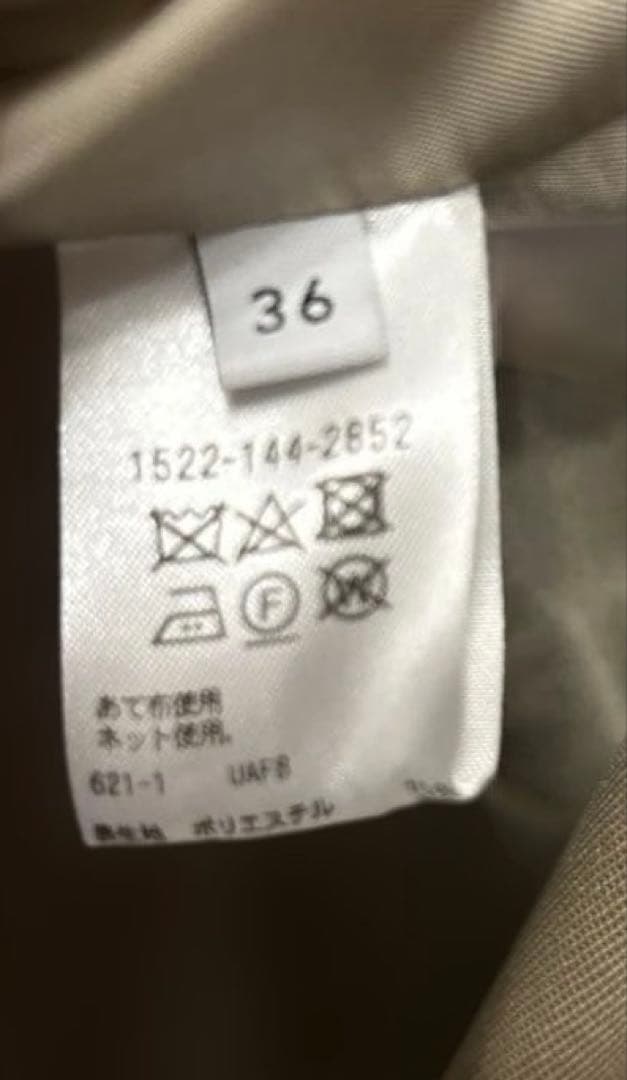 36
1522-144-2852
F
W
あて布使用
ネット使用。
621-1 UAFB
ポリエステル